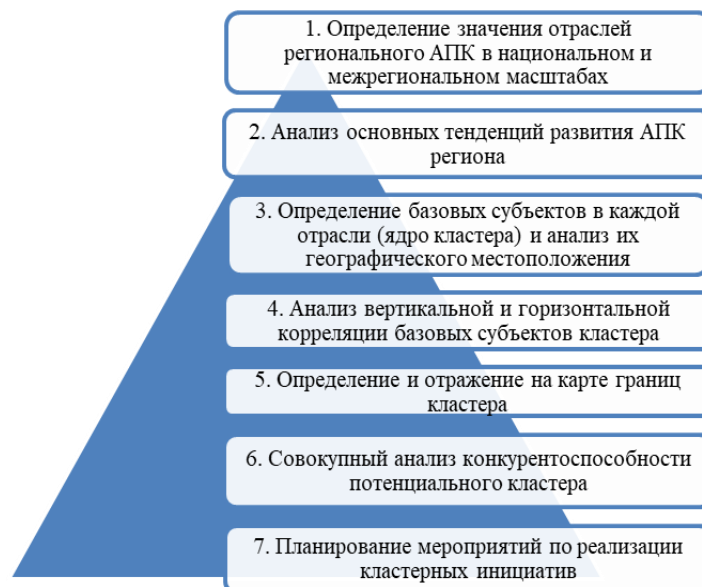 1. Определение значения отраслей
регионального АПК в национальном и
межрегиональном масштабах
2. Анализ основных тенденций развития АПК
региона
3. Определение базовых субъектов в каждой
отрасли (ядро кластера) и анализ их
географического местоположения
4. Анализ вертикальной и горизонтальной
корреляции базовых субъектов кластера
5. Определение и отражение на карте границ
кластера
6. Совокупный анализ конкурентоспособности
потенциального кластера
7. Планирование мероприятий по реализации
кластерных инициатив